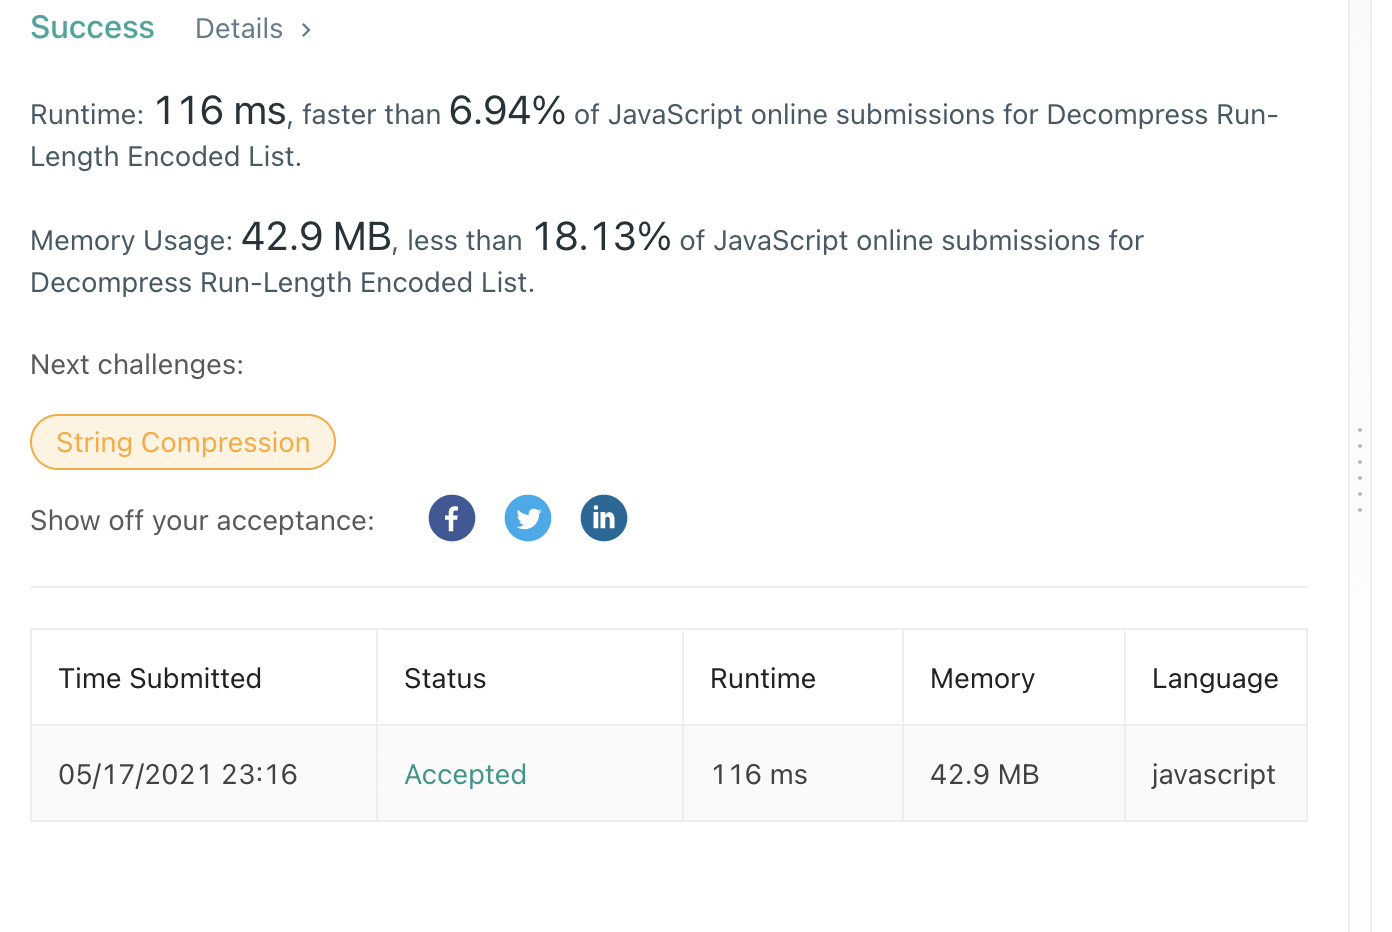 Success Details >
Runtime: 116 ms, faster than 6.94% of JavaScript online submissions for Decompress Run-
Length Encoded List.
Memory Usage: 42.9 MB, less than 18.13% of JavaScript online submissions for
Decompress Run-Length Encoded List.
Next challenges:
String Compression
Show off your acceptance: f in
Time Submitted Status Runtime Memory Language
05/17/2021 23:16 Accepted 116 ms 42.9 MB javascript